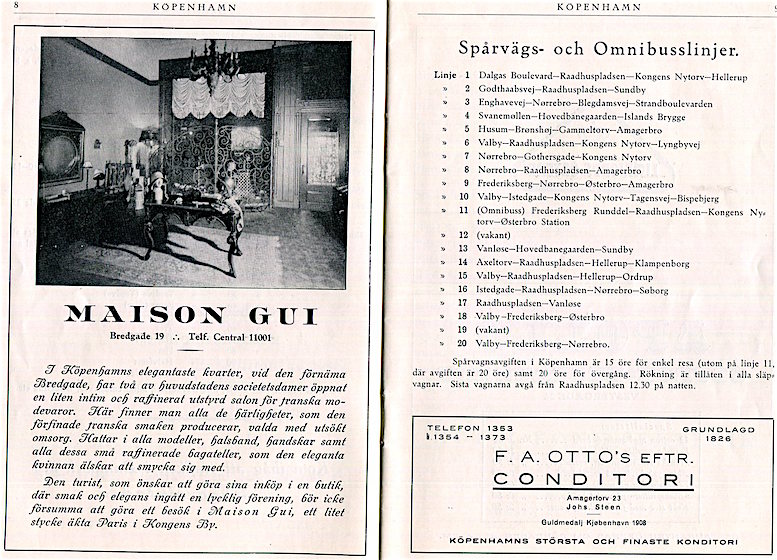 8
KÖPENHAMN
MAISON GUI
Bredgade 19 ∴ Telf. Central 11001
I Köpenhamns elegantaste kvarter, vid den förnäma
Bredgade, har två av huvudstadens societetsdamer öppnat
en liten intim och raffinerat utstyrd salon för franska mo-
devaror. Här finner man alla de härligheter, som den
förfinade franska smaken producerar, valda med utsökt
omsorg. Hattar i alla modeller, halsband, handskar samt
alla dessa små raffinerade bagateller, som den eleganta
kvinnan älskar att smycka sig med.
Den turist, som önskar att göra sina inköp i en butik,
där smak och elegans ingått en lycklig förening, bör icke
försumma att göra ett besök i Maison Gui, ett litet
stycke äkta Paris i Kongens By.
KÖPENHAMN
Spårvägs- och Omnibusslinjer.
Linje 1 Dalgas Boulevard—Raadhuspladsen—Kongens Nytorv—Hellerup
» 2 Godthaabsvej—Raadhuspladsen—Sundby
» 3 Enghavevej—Nørrebro—Blegdamsvej—Strandboulevarden
» 4 Svanemøllen—Hovedbanegaarden—Islands Brygge
» 5 Husum—Brønshøj—Gammeltorv—Amagerbro
» 6 Valby—Raadhuspladsen—Kongens Nytorv—Lyngbyvej
» 7 Nørrebro—Gothersgade—Kongens Nytorv
» 8 Nørrebro—Raadhuspladsen—Amagerbro
» 9 Frederiksberg—Nørrebro—Østerbro—Amagerbro
» 10 Valby—Istedgade—Kongens Nytorv—Tagensvej—Bispebjerg
» 11 (Omnibuss) Frederiksberg Runddel—Raadhuspladsen—Kongens Ny-
torv—Østerbro Station
» 12 (vakant)
» 13 Vanløse—Hovedbanegaarden—Sundby
» 14 Axeltorv—Raadhuspladsen—Hellerup—Klampenborg
» 15 Valby—Raadhuspladsen—Hellerup—Ordrup
» 16 Istedgade—Raadhuspladsen—Nørrebro—Søborg
» 17 Raadhuspladsen—Vanløse
» 18 Valby—Frederiksberg—Østerbro
» 19 (vakant)
» 20 Valby—Frederiksberg—Nørrebro.
Spårvagnsavgiften i Köpenhamn är 15 öre för enkel resa (utom på linje 11,
där avgiften är 20 öre) samt 20 öre för övergång. Rökning er tillåten i alla släp-
vagnar. Sista vagnarna avgå från Raadhuspladsen 12.30 på natten.
TELEFON 1353
1354 – 1373
GRUNDLAGD
1826
F. A. OTTO'S EFTR.
CONDITORI
Amagertorv 23
Johs. Steen
Guldmedalj Kjøbenhavn 1908
KÖPENHAMNS STÖRSTA OCH FINASTE KONDITORI